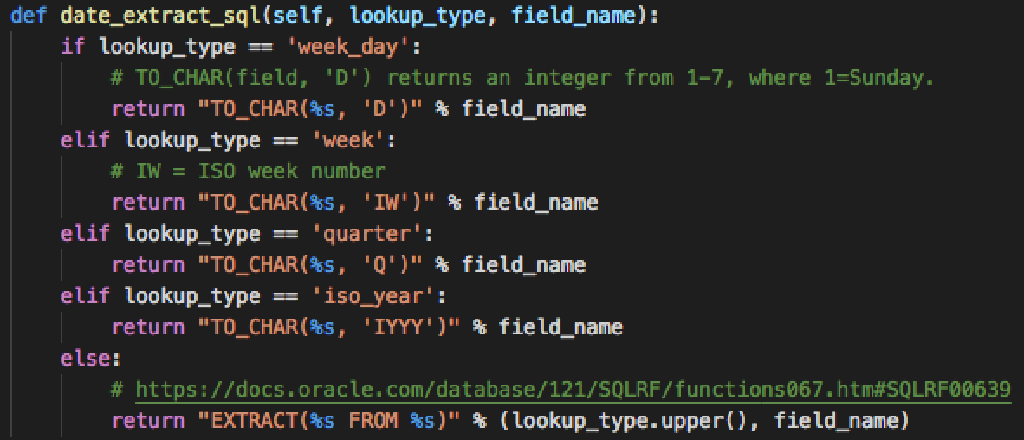 def date_extract_sql(self, lookup_type, field_name):
    if lookup_type == 'week_day':
        # TO_CHAR(field, 'D') returns an integer from 1-7, where 1=Sunday.
        return "TO_CHAR(%s, 'D')" % field_name
    elif lookup_type == 'week':
        # IW = ISO week number
        return "TO_CHAR(%s, 'IW')" % field_name
    elif lookup_type == 'quarter':
        return "TO_CHAR(%s, 'Q')" % field_name
    elif lookup_type == 'iso_year':
        return "TO_CHAR(%s, 'IYYY')" % field_name
    else:
        # https://docs.oracle.com/database/121/SQLRF/functions067.htm#SQLRF00639
        return "EXTRACT(%s FROM %s)" % (lookup_type.upper(), field_name)